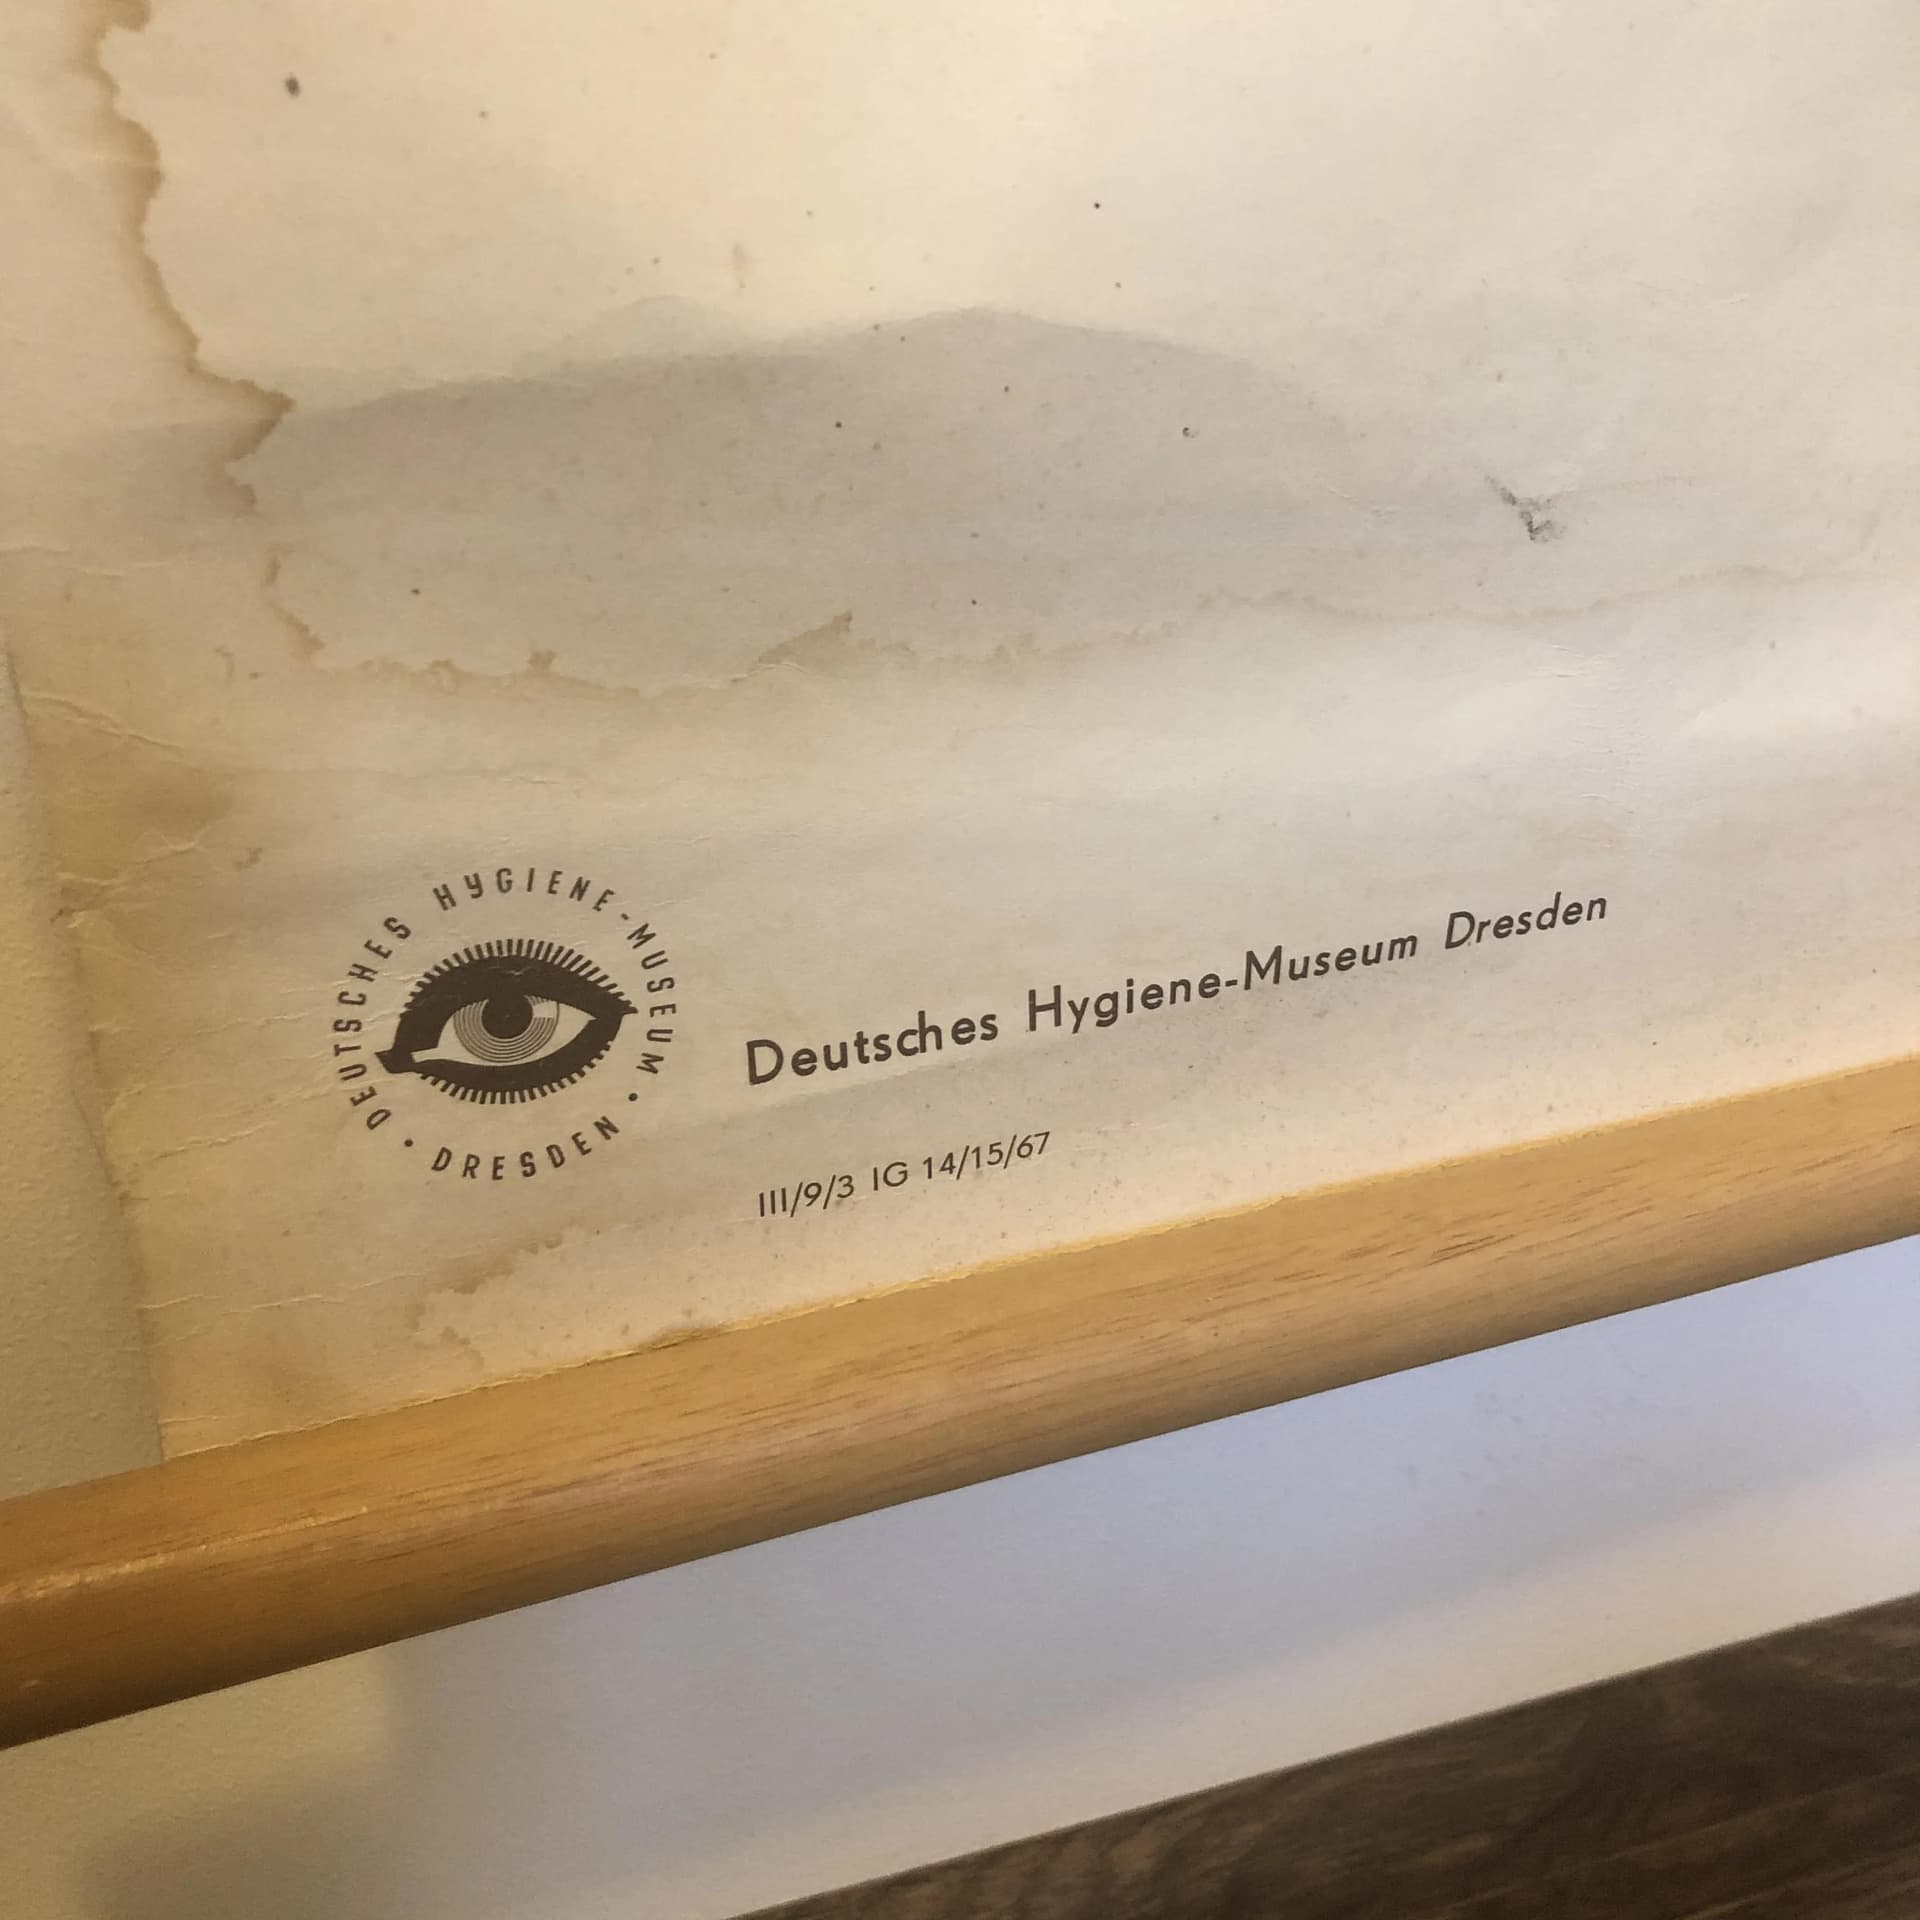 DEUTSCHES HYGIENE-MUSEUM • DRESDEN •
Deutsches Hygiene-Museum Dresden
III/9/3 IG 14/15/67